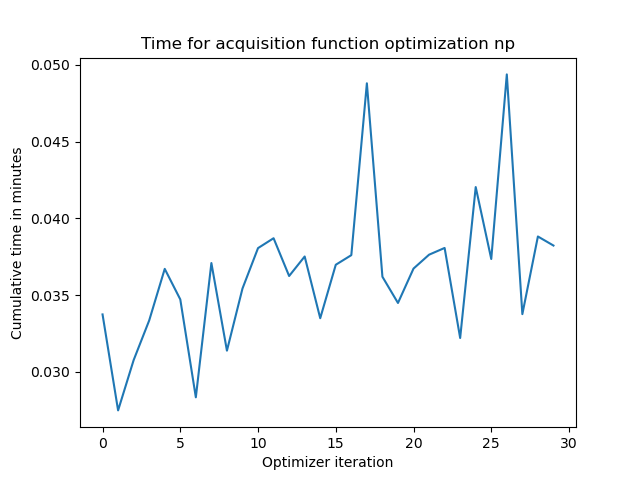 Time for acquisition function optimization np
0.050
0.045
0.040
0.035
0.030
Cumulative time in minutes
0 5 10 15 20 25 30
Optimizer iteration